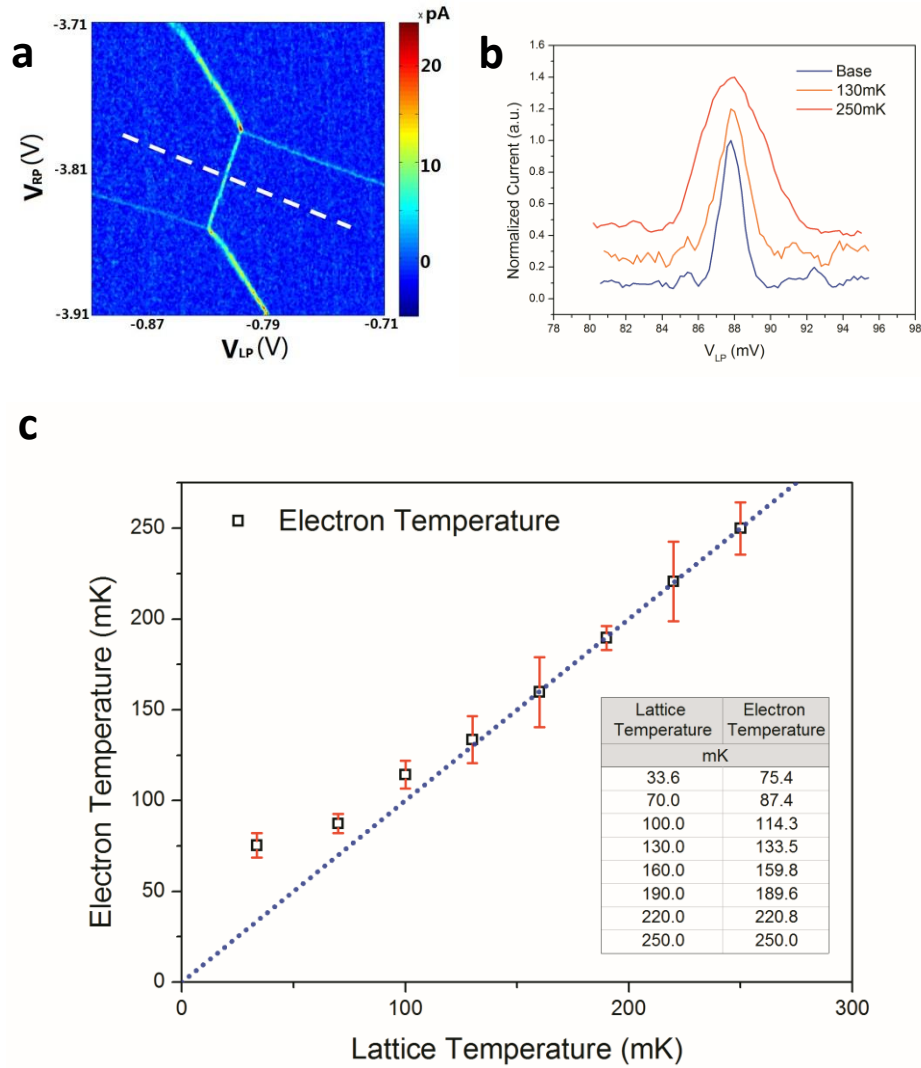 a
× pA
-3.71
-3.81
-3.91
V_RP (V)
-0.87
-0.79
-0.71
V_LP (V)
20
10
0
b
Base
130mK
250mK
1.6
1.4
1.2
1.0
0.8
0.6
0.4
0.2
0.0
Normalized Current (a.u.)
78 80 82 84 86 88 90 92 94 96 98
V_LP (mV)
c
Electron Temperature
250
200
150
100
50
0
Electron Temperature (mK)
Lattice Temperature Electron Temperature
mK
33.6 75.4
70.0 87.4
100.0 114.3
130.0 133.5
160.0 159.8
190.0 189.6
220.0 220.8
250.0 250.0
0 100 200 300
Lattice Temperature (mK)